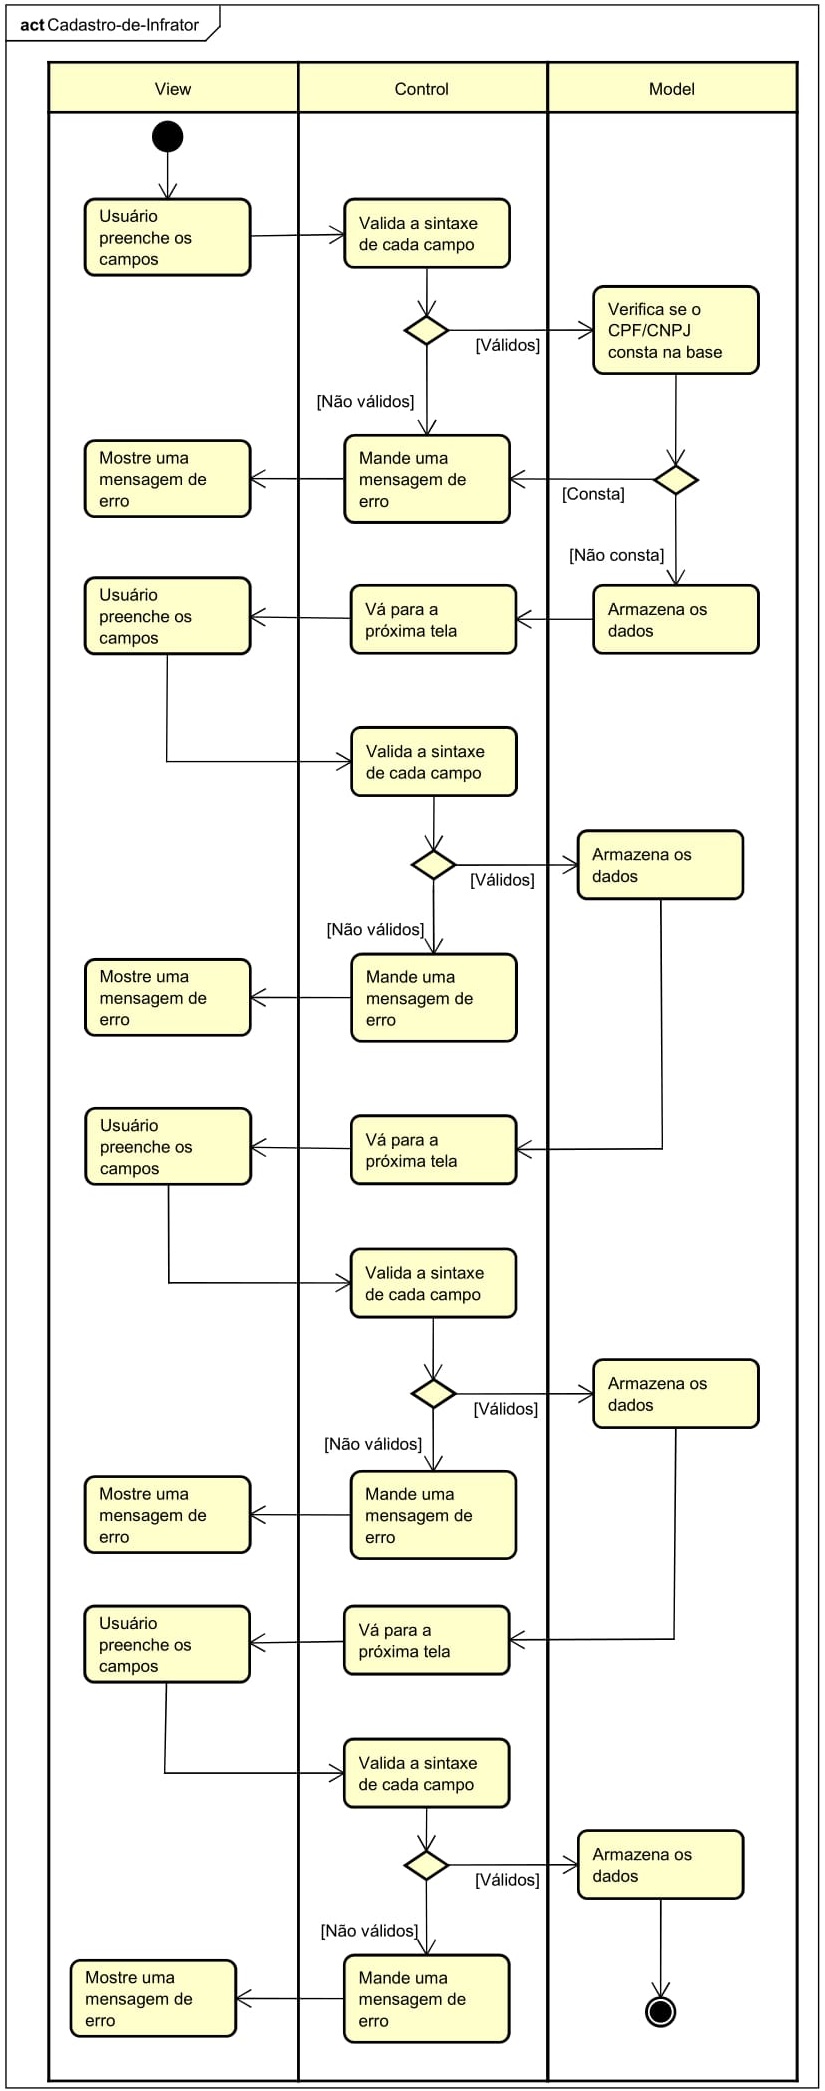 act Cadastro-de-Infrator
View
Control
Model
Usuário
preenche os
campos
Valida a sintaxe
de cada campo
Verifica se o
CPF/CNPJ
consta na base
[Válidos]
[Não válidos]
Mostre uma
mensagem de
erro
Mande uma
mensagem de
erro
[Consta]
[Não consta]
Usuário
preenche os
campos
Vá para a
próxima tela
Armazena os
dados
Valida a sintaxe
de cada campo
Armazena os
dados
[Válidos]
[Não válidos]
Mostre uma
mensagem de
erro
Mande uma
mensagem de
erro
Usuário
preenche os
campos
Vá para a
próxima tela
Valida a sintaxe
de cada campo
Armazena os
dados
[Válidos]
[Não válidos]
Mostre uma
mensagem de
erro
Mande uma
mensagem de
erro
Usuário
preenche os
campos
Vá para a
próxima tela
Valida a sintaxe
de cada campo
Armazena os
dados
[Válidos]
[Não válidos]
Mostre uma
mensagem de
erro
Mande uma
mensagem de
erro